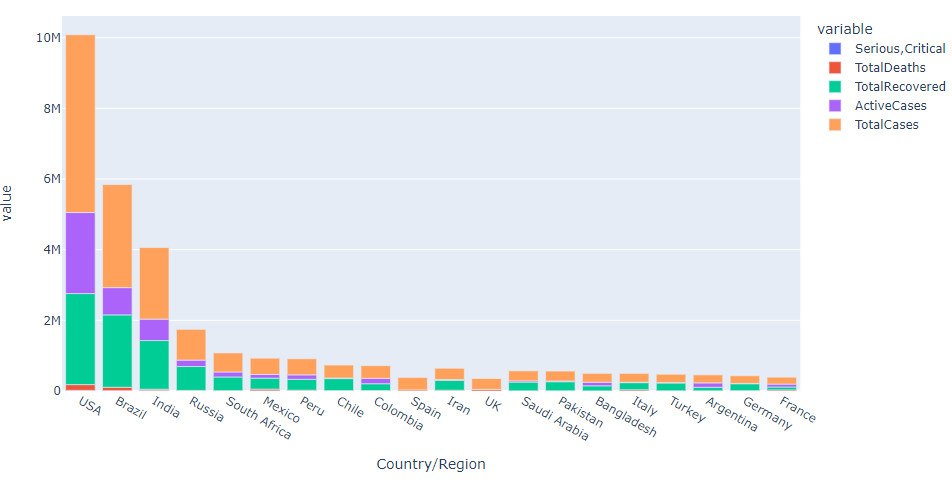 variable
Serious,Critical
TotalDeaths
TotalRecovered
ActiveCases
TotalCases
value
10M
8M
6M
4M
2M
0
USA
Brazil
India
Russia
South Africa
Mexico
Peru
Chile
Colombia
Spain
Iran
UK
Saudi Arabia
Pakistan
Bangladesh
Italy
Turkey
Argentina
Germany
France
Country/Region